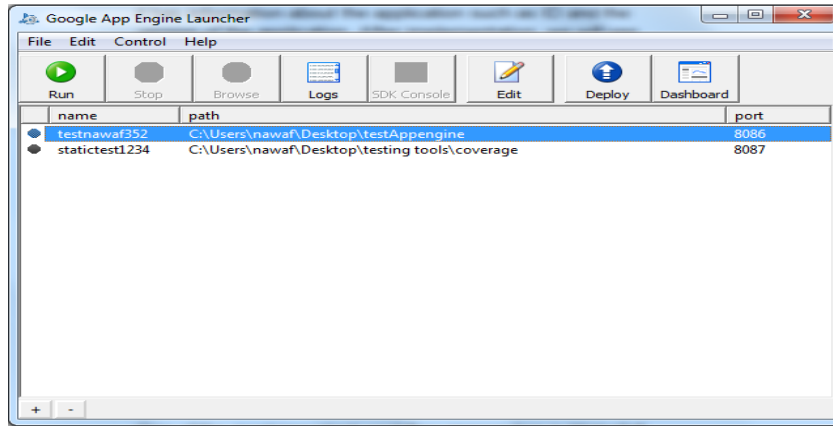 Google App Engine Launcher
File Edit Control Help
Run Stop Browse Logs SDK Console Edit Deploy Dashboard
name path port
testnawaf352 C:\Users\nawaf\Desktop\testAppengine 8086
statictest1234 C:\Users\nawaf\Desktop\testing tools\coverage 8087
+ -